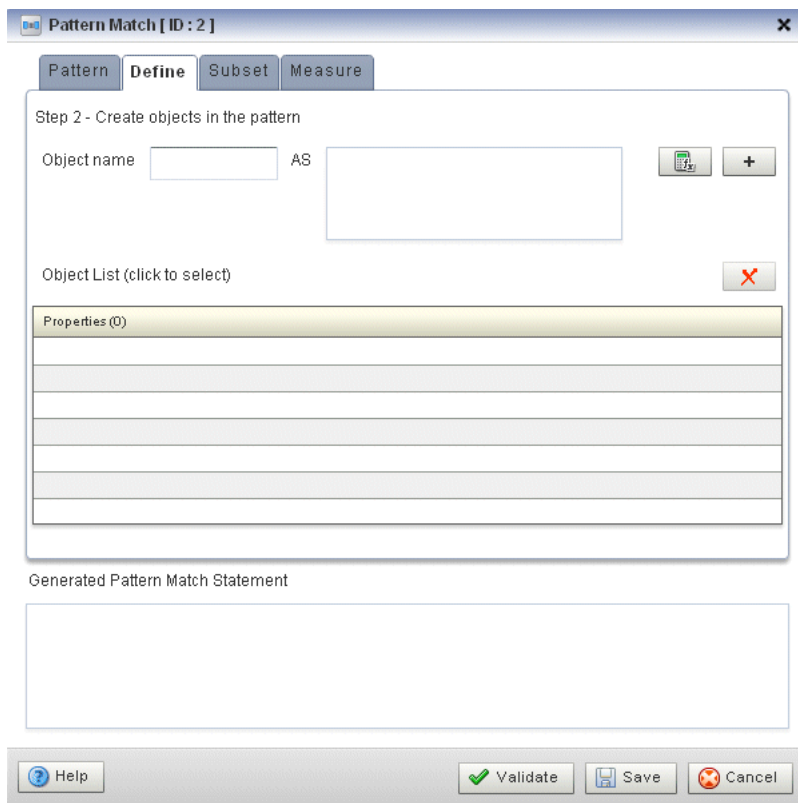 Pattern Match [ ID : 2 ]
Pattern Define Subset Measure
Step 2 - Create objects in the pattern
Object name AS
+
Object List (click to select)
Properties (0)
Generated Pattern Match Statement
Help Validate Save Cancel